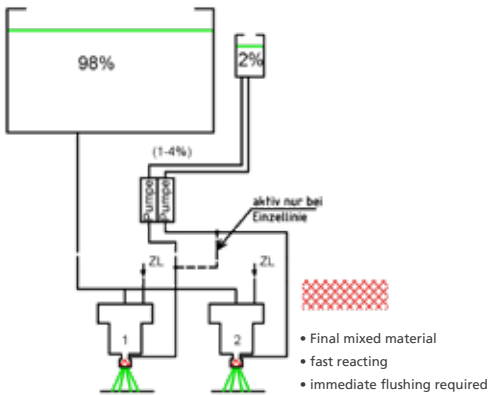 98%
2%
(1-4%)
Pumpe
Pumpe
aktiv nur bei
Einzellinie
ZL
ZL
1
2
• Final mixed material
• fast reacting
• immediate flushing required